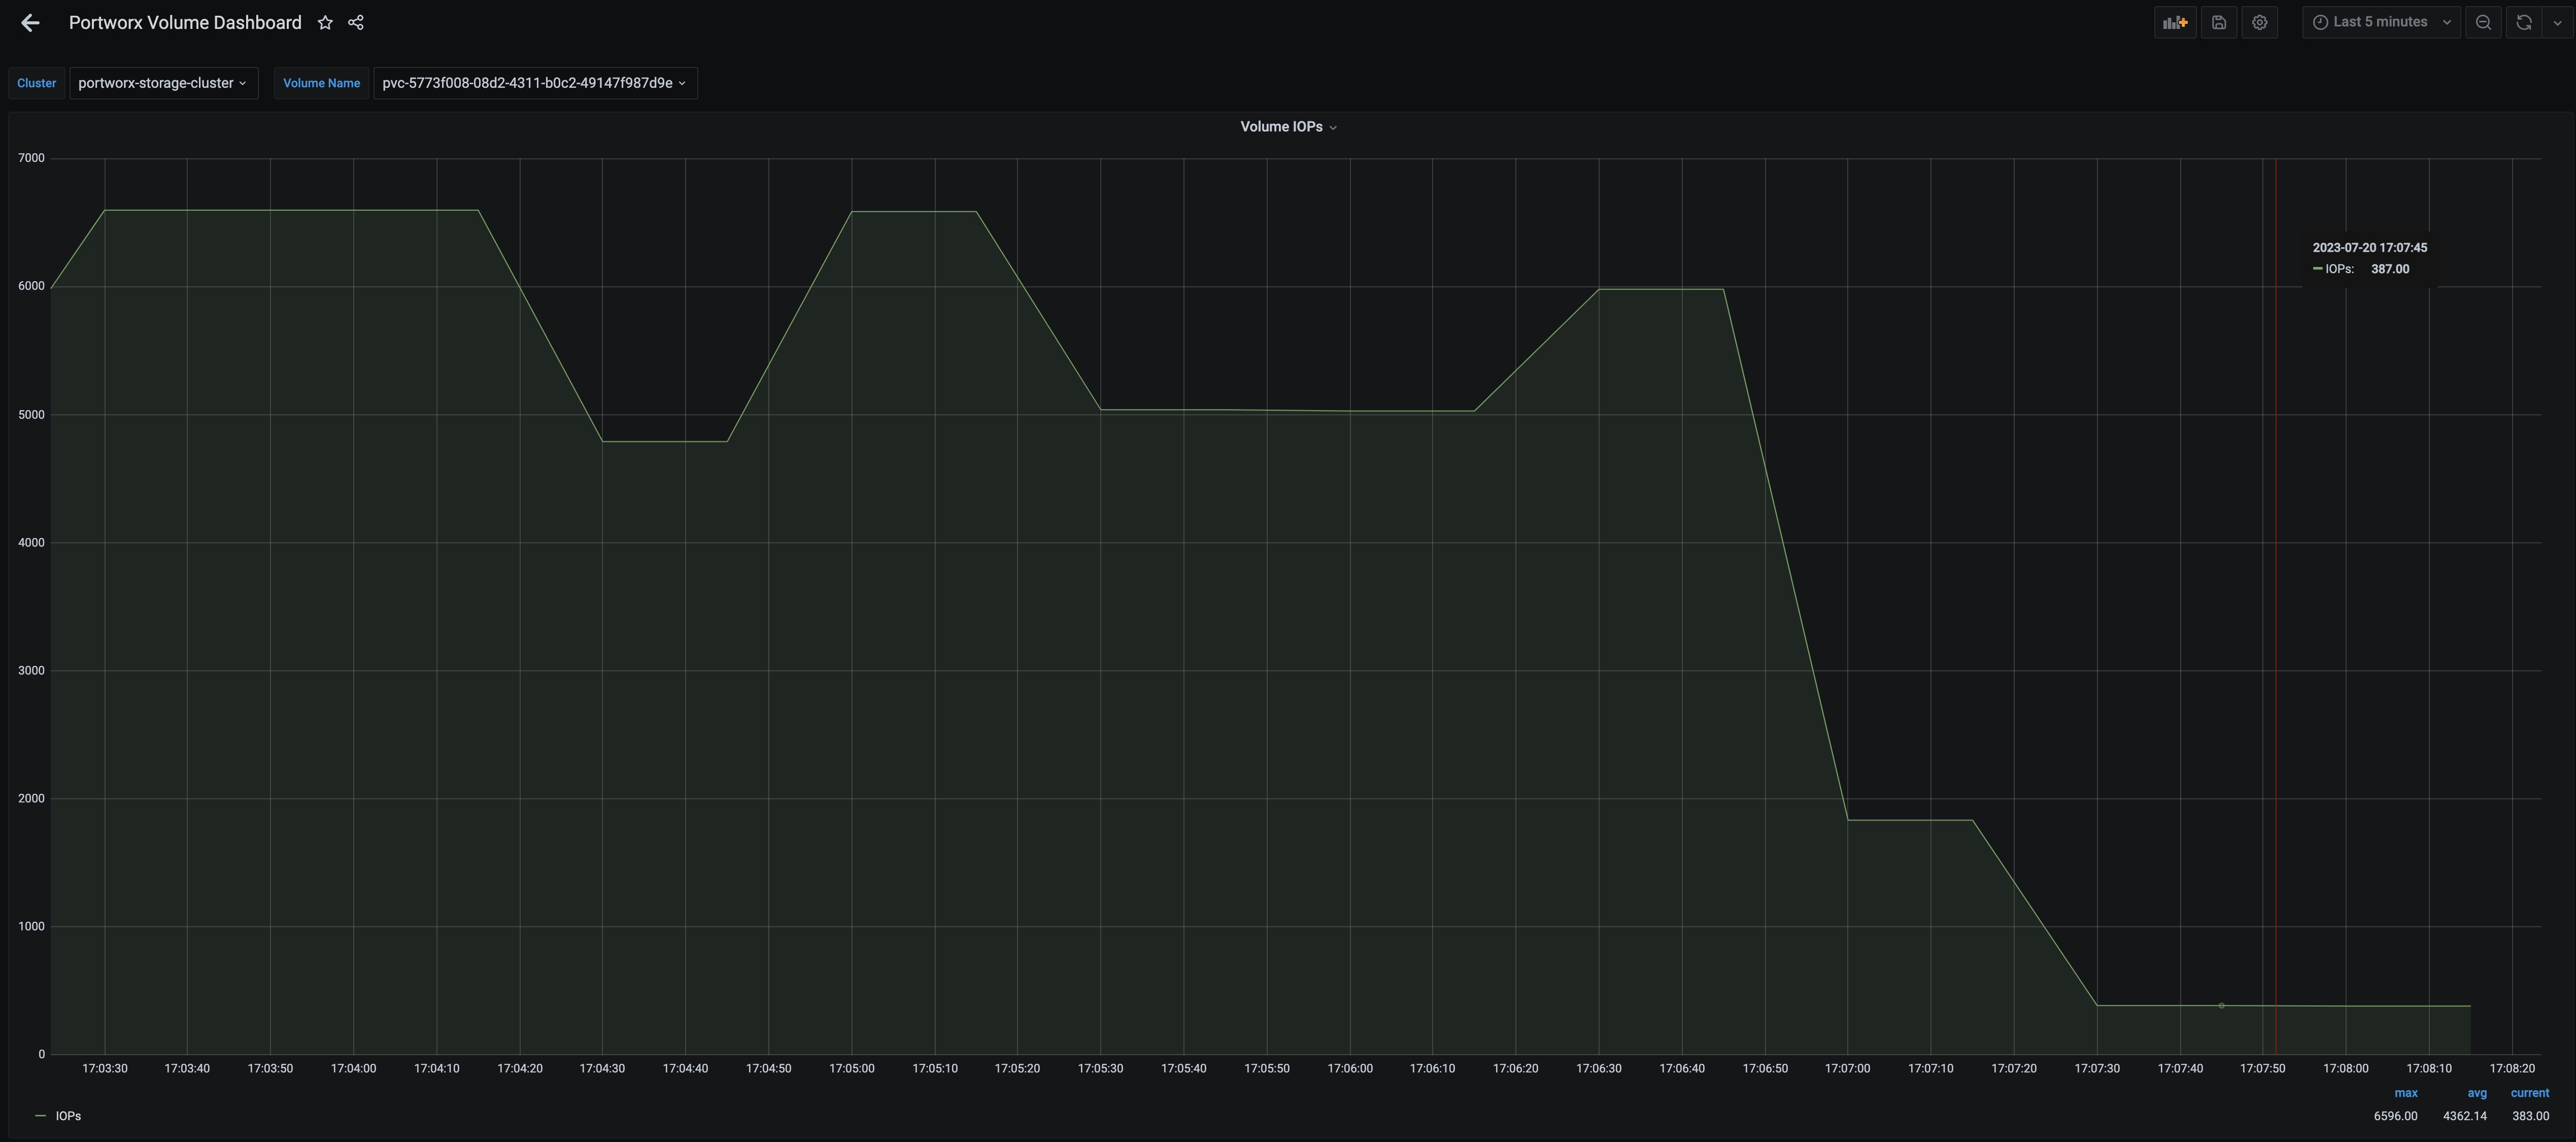 Portworx Volume Dashboard
Last 5 minutes
Cluster portworx-storage-cluster Volume Name pvc-5773f008-08d2-4311-b0c2-49147f987d9e
Volume IOPs
7000
6000
5000
4000
3000
2000
1000
0
2023-07-20 17:07:45
IOPs: 387.00
17:03:30 17:03:40 17:03:50 17:04:00 17:04:10 17:04:20 17:04:30 17:04:40 17:04:50 17:05:00 17:05:10 17:05:20 17:05:30 17:05:40 17:05:50 17:06:00 17:06:10 17:06:20 17:06:30 17:06:40 17:06:50 17:07:00 17:07:10 17:07:20 17:07:30 17:07:40 17:07:50 17:08:00 17:08:10 17:08:20
max avg current
IOPs 6596.00 4362.14 383.00